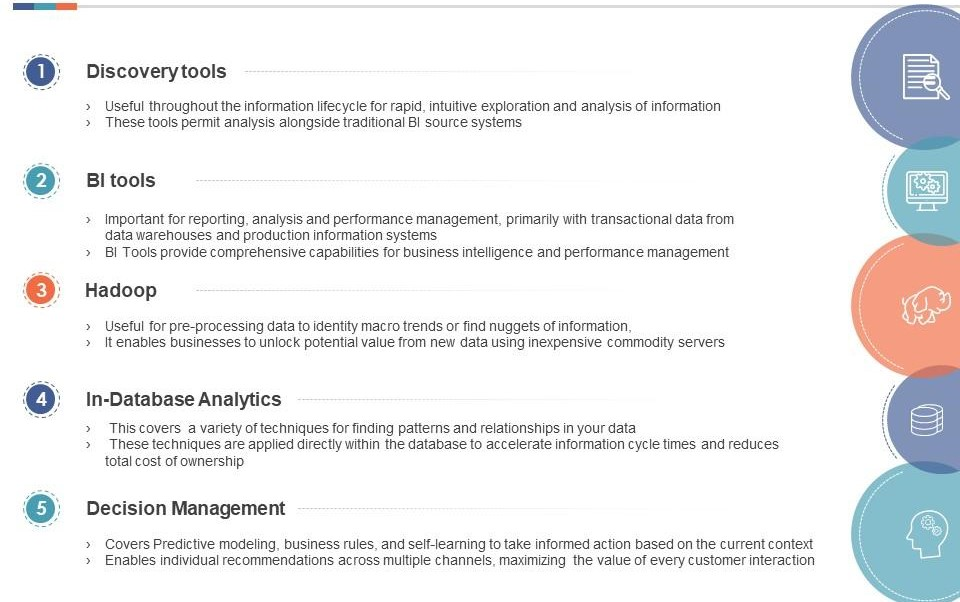 1 Discovery tools
› Useful throughout the information lifecycle for rapid, intuitive exploration and analysis of information
› These tools permit analysis alongside traditional BI source systems
2 BI tools
› Important for reporting, analysis and performance management, primarily with transactional data from
data warehouses and production information systems
› BI Tools provide comprehensive capabilities for business intelligence and performance management
3 Hadoop
› Useful for pre-processing data to identity macro trends or find nuggets of information,
› It enables businesses to unlock potential value from new data using inexpensive commodity servers
4 In-Database Analytics
› This covers a variety of techniques for finding patterns and relationships in your data
› These techniques are applied directly within the database to accelerate information cycle times and reduces
total cost of ownership
5 Decision Management
› Covers Predictive modeling, business rules, and self-learning to take informed action based on the current context
› Enables individual recommendations across multiple channels, maximizing the value of every customer interaction